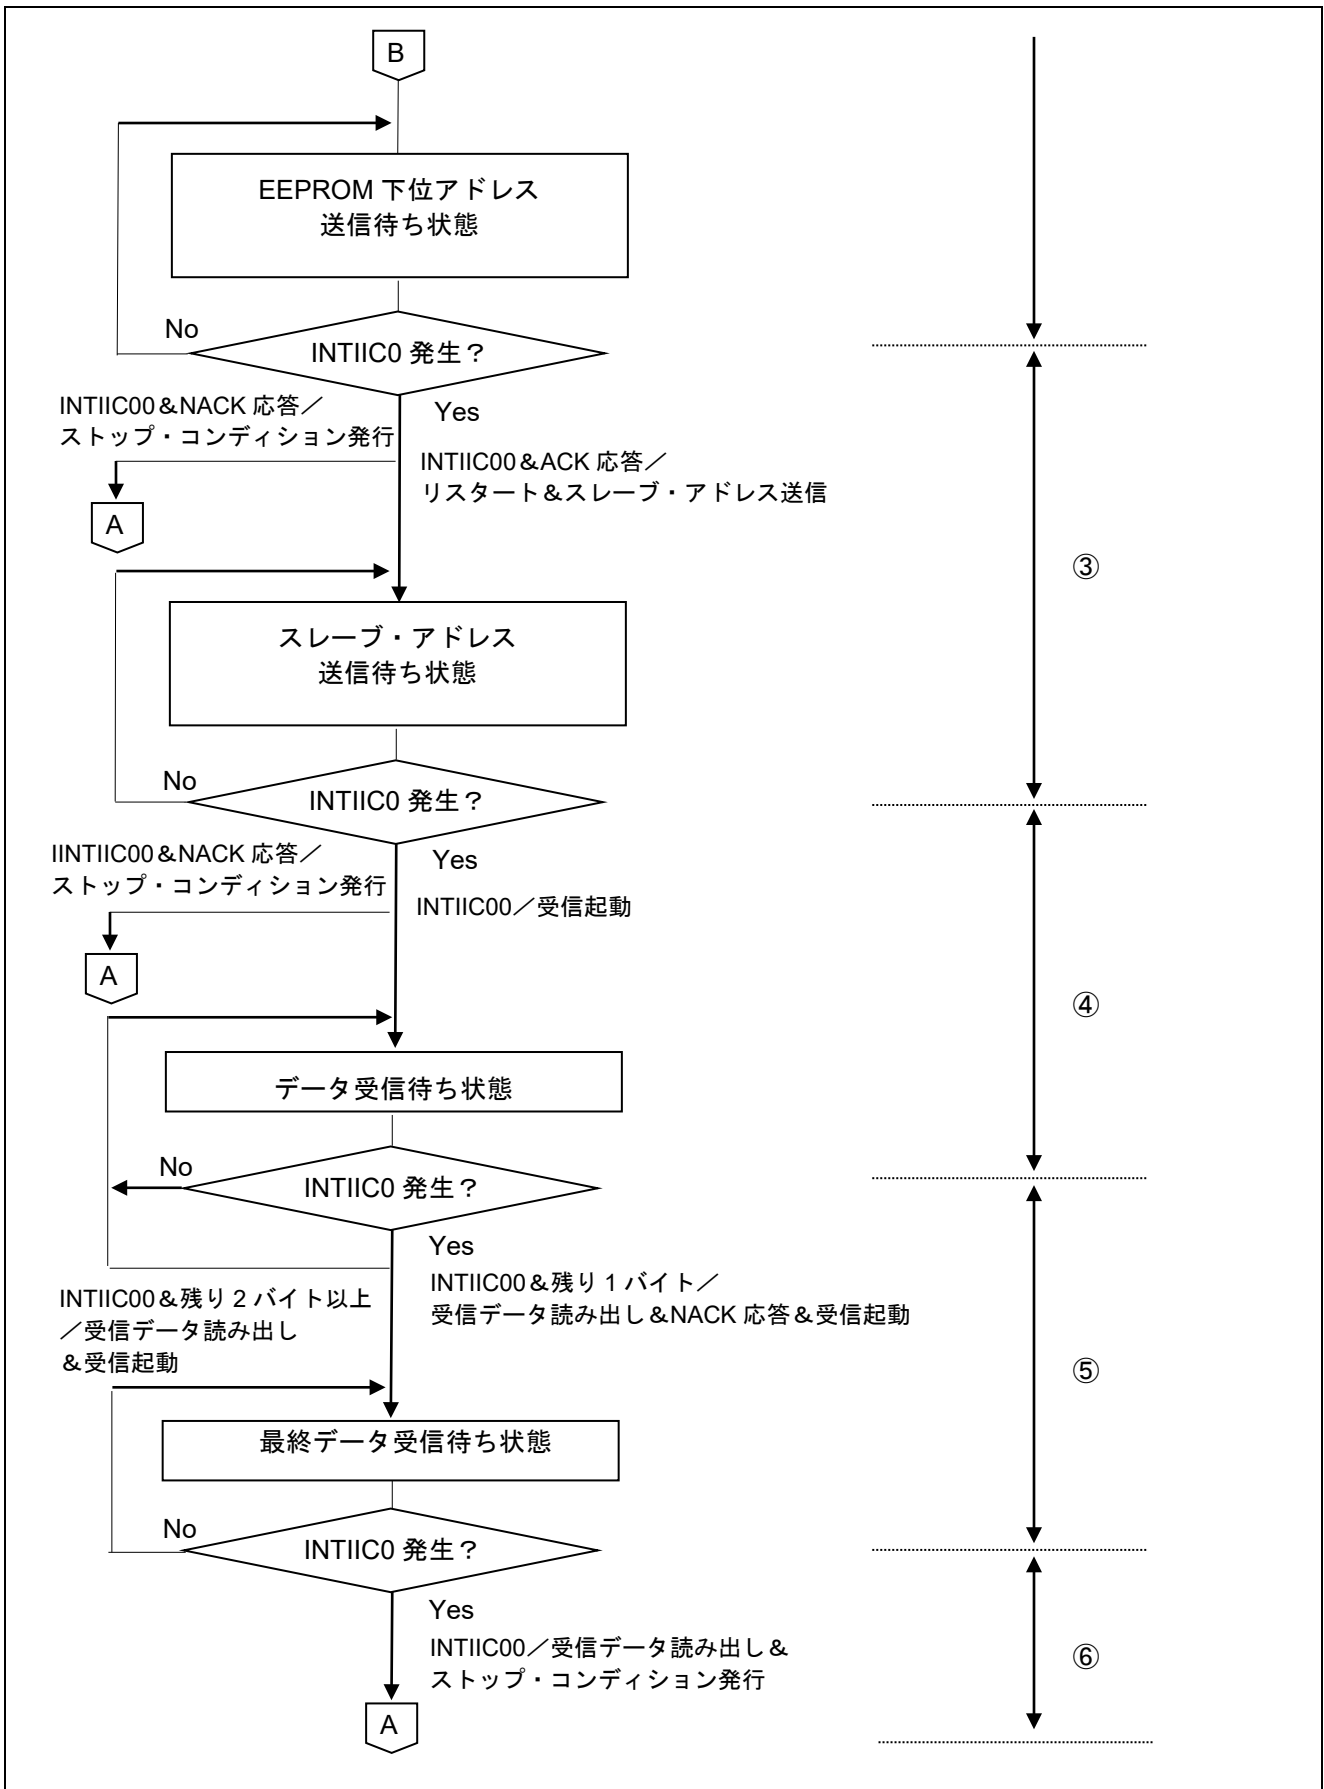 B
EEPROM 下位アドレス
送信待ち状態
No
INTIIC0 発生？
INTIIC00＆NACK 応答／
ストップ・コンディション発行
Yes
INTIIC00＆ACK 応答／
リスタート＆スレーブ・アドレス送信
A
③
スレーブ・アドレス
送信待ち状態
No
INTIIC0 発生？
IINTIIC00＆NACK 応答／
ストップ・コンディション発行
Yes
INTIIC00／受信起動
A
④
データ受信待ち状態
No
INTIIC0 発生？
Yes
INTIIC00＆残り 1 バイト／
受信データ読み出し＆NACK 応答＆受信起動
INTIIC00＆残り 2 バイト以上
／受信データ読み出し
＆受信起動
⑤
最終データ受信待ち状態
No
INTIIC0 発生？
Yes
INTIIC00／受信データ読み出し＆
ストップ・コンディション発行
⑥
A